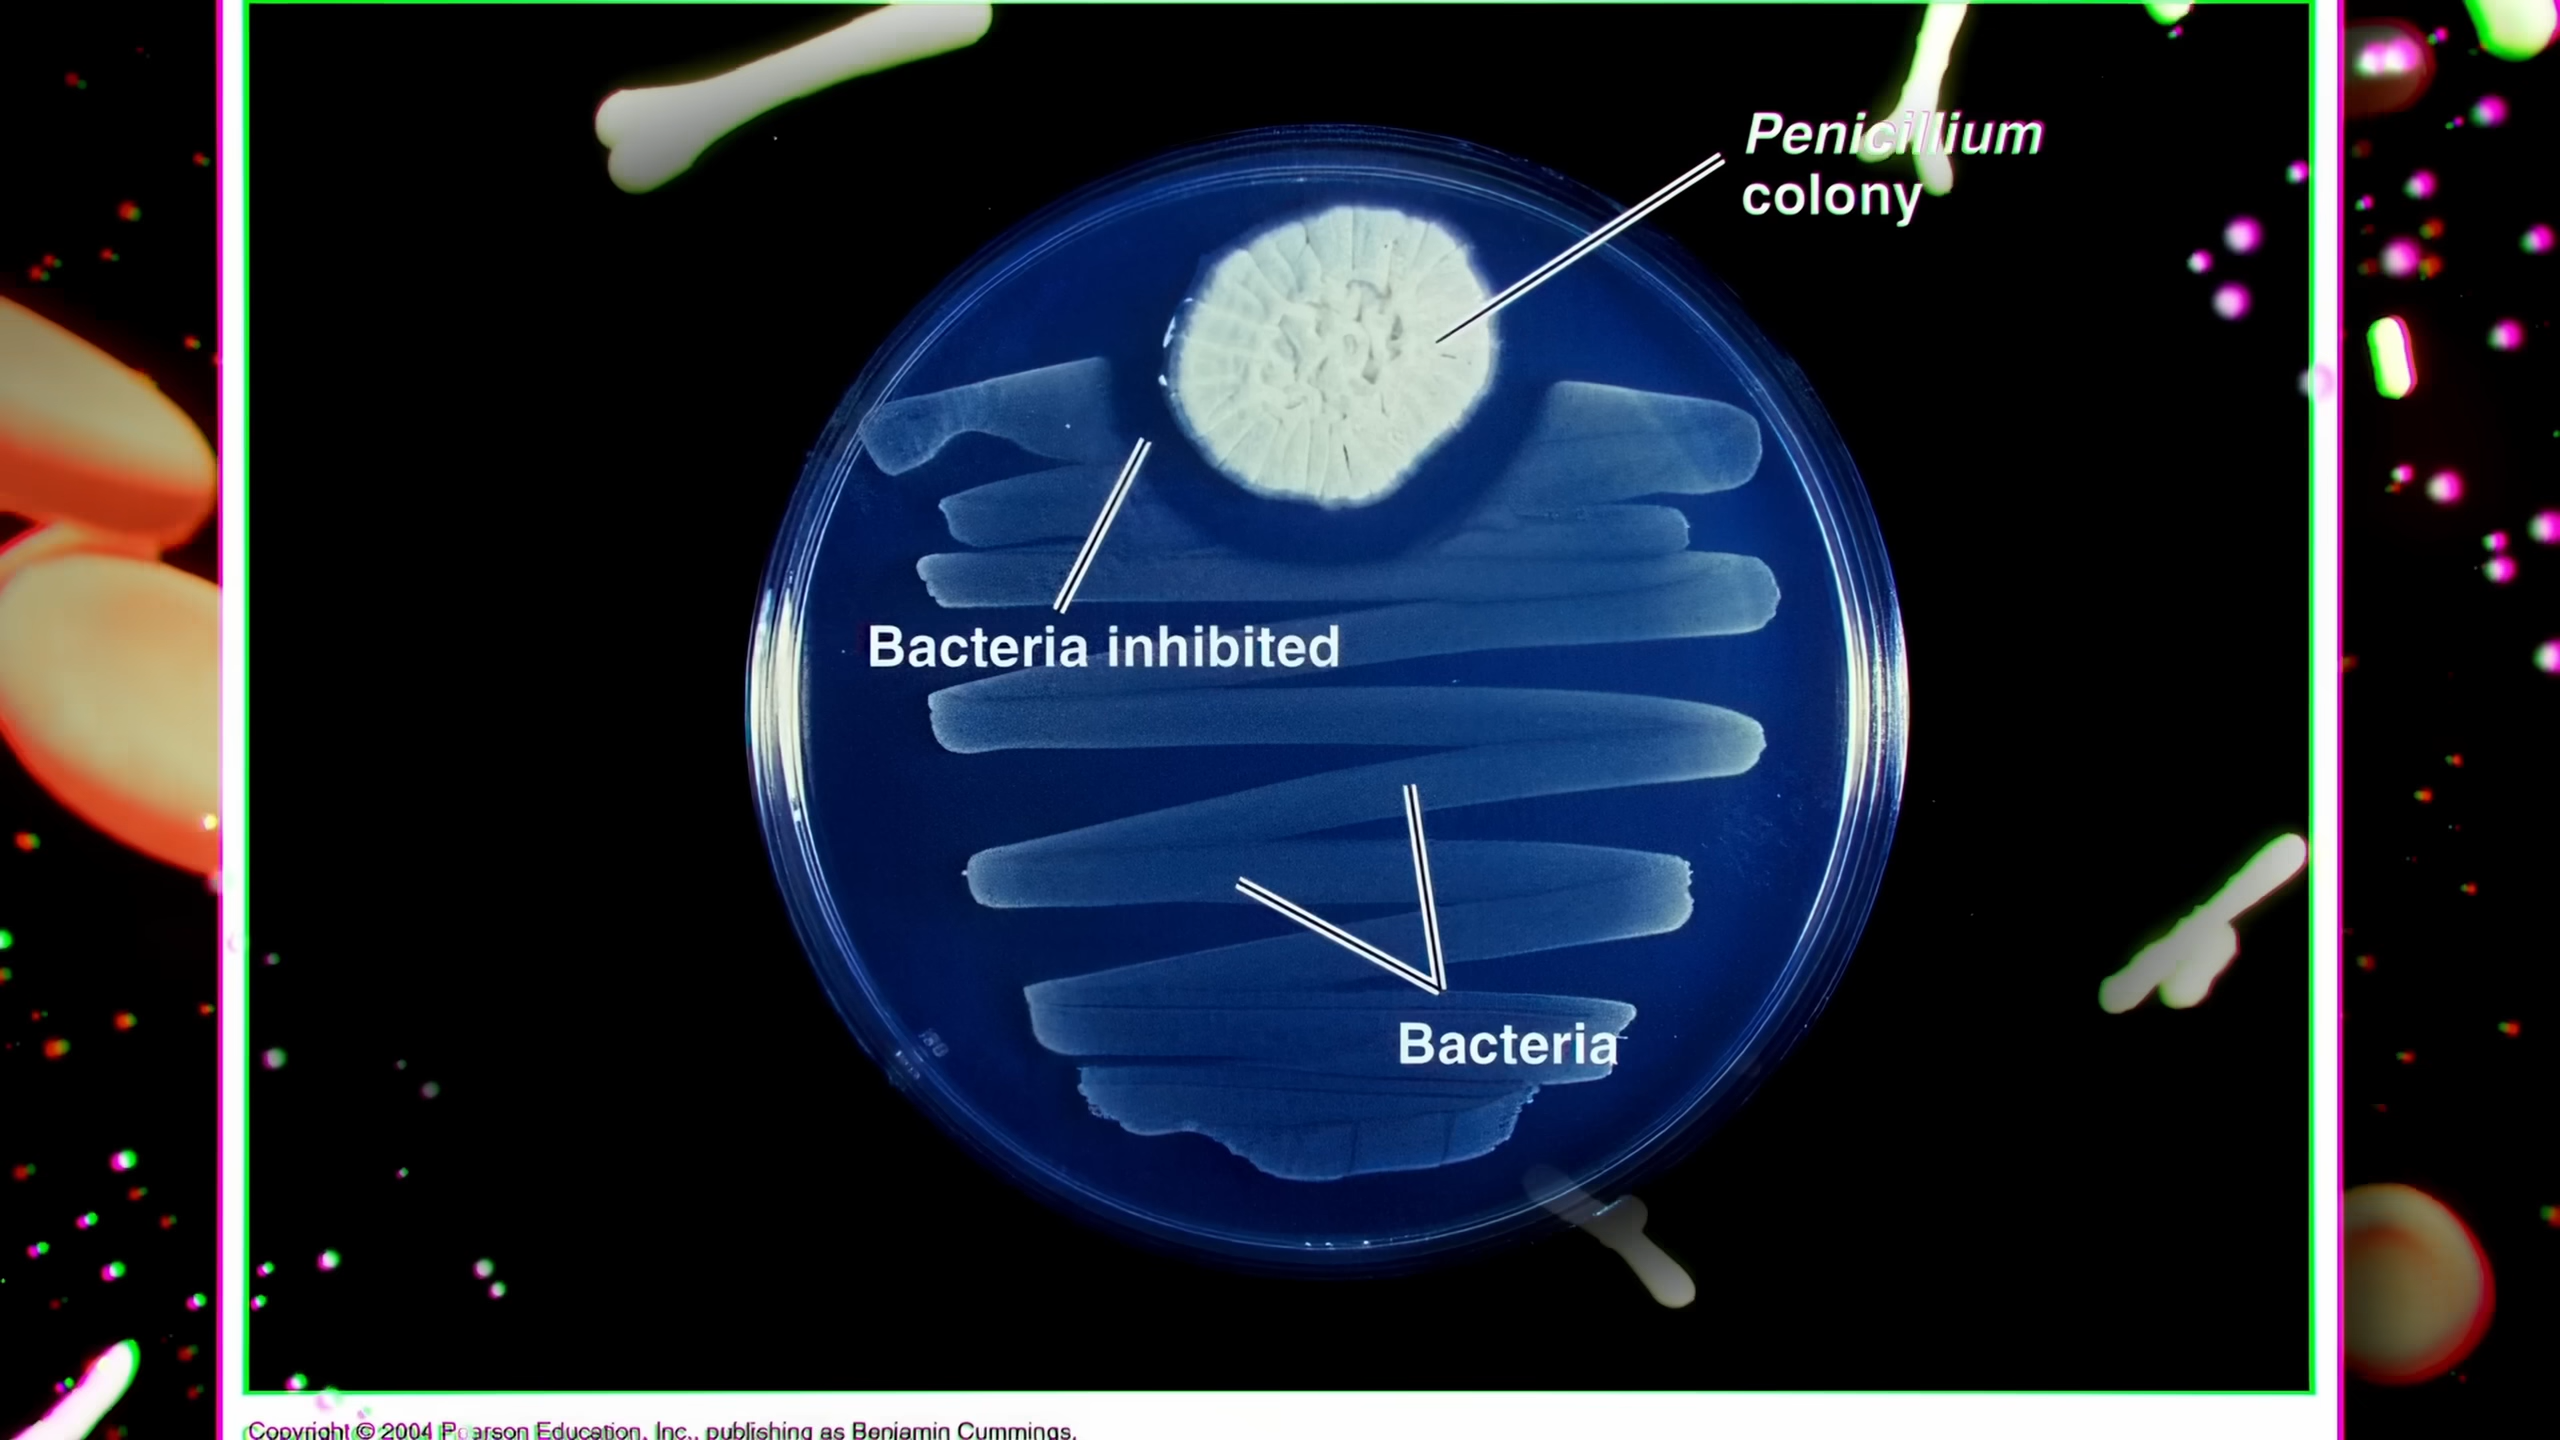 Penicillium
colony
Bacteria inhibited
Bacteria
Copyright © 2004 Pearson Education, Inc., publishing as Benjamin Cummings.